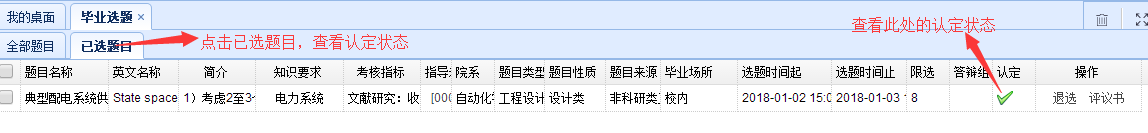 我的桌面 毕业选题 ×
查看此处的认定状态
全部题目 已选题目 点击已选题目，查看认定状态
题目名称 英文名称 简介 知识要求 考核指标 指导 院系 题目类型 题目性质 题目来源 毕业场所 选题时间起 选题时间止 限选 答辩组 认定 操作
典型配电系统供 State space 1）考虑2至3 电力系统 文献研究：收 [000 自动化 工程设计 设计类 非科研类 校内 2018-01-02 15:0 2018-01-03 1 8 退选 评议书